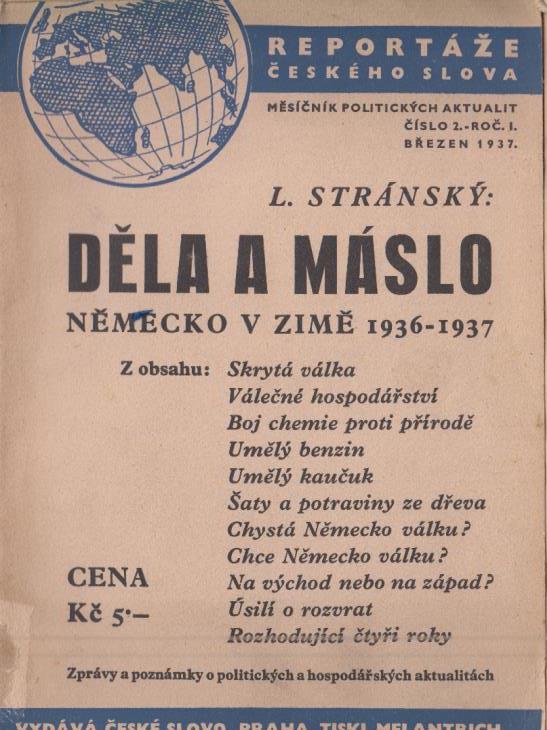 REPORTÁŽE
ČESKÉHO SLOVA
MĚSÍČNÍK POLITICKÝCH AKTUALIT
ČÍSLO 2.-ROČ. I.
BŘEZEN 1937.
L. STRÁNSKÝ:
DĚLA A MÁSLO
NĚMECKO V ZIMĚ 1936-1937
Z obsahu: Skrytá válka
Válečné hospodářství
Boj chemie proti přírodě
Umělý benzin
Umělý kaučuk
Šaty a potraviny ze dřeva
Chystá Německo válku?
Chce Německo válku?
Na východ nebo na západ?
Úsilí o rozvrat
Rozhodující čtyři roky
CENA
Kč 5·—
Zprávy a poznámky o politických a hospodářských aktualitách
VYDÁVÁ ČESKÉ SLOVO, PRAHA, TISKL MELANTRICH